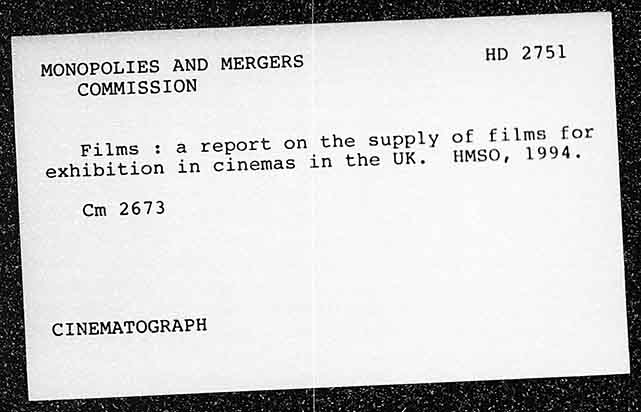 MONOPOLIES AND MERGERS HD 2751
COMMISSION
Films : a report on the supply of films for
exhibition in cinemas in the UK. HMSO, 1994.
Cm 2673
CINEMATOGRAPH